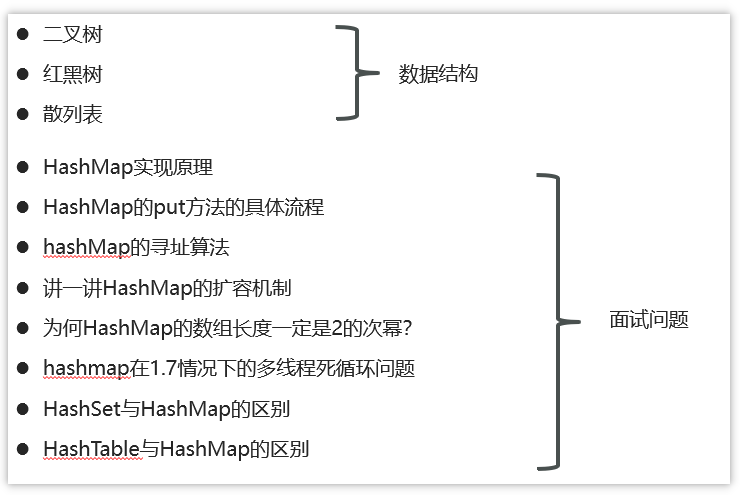 二叉树
红黑树
散列表
数据结构
HashMap实现原理
HashMap的put方法的具体流程
hashMap的寻址算法
讲一讲HashMap的扩容机制
为何HashMap的数组长度一定是2的次幂？
hashmap在1.7情况下的多线程死循环问题
HashSet与HashMap的区别
HashTable与HashMap的区别
面试问题